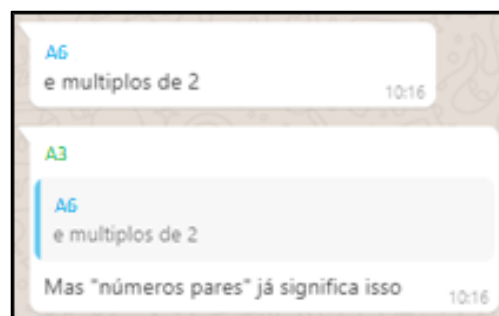 A6
e multiplos de 2
10:16
A3
A6
e multiplos de 2
Mas "números pares" já significa isso
10:16